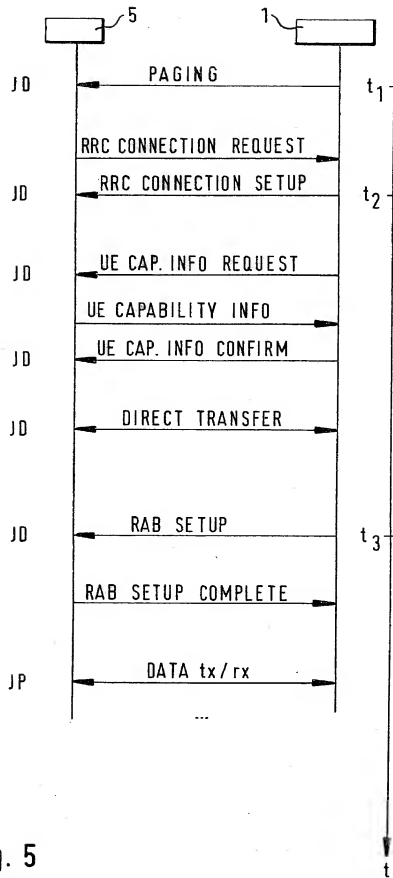 5 1
JD PAGING t1
RRC CONNECTION REQUEST
JD RRC CONNECTION SETUP t2
JD UE CAP. INFO REQUEST
UE CAPABILITY INFO
JD UE CAP. INFO CONFIRM
JD DIRECT TRANSFER
JD RAB SETUP t3
RAB SETUP COMPLETE
JP DATA tx/rx
...
. 5
t